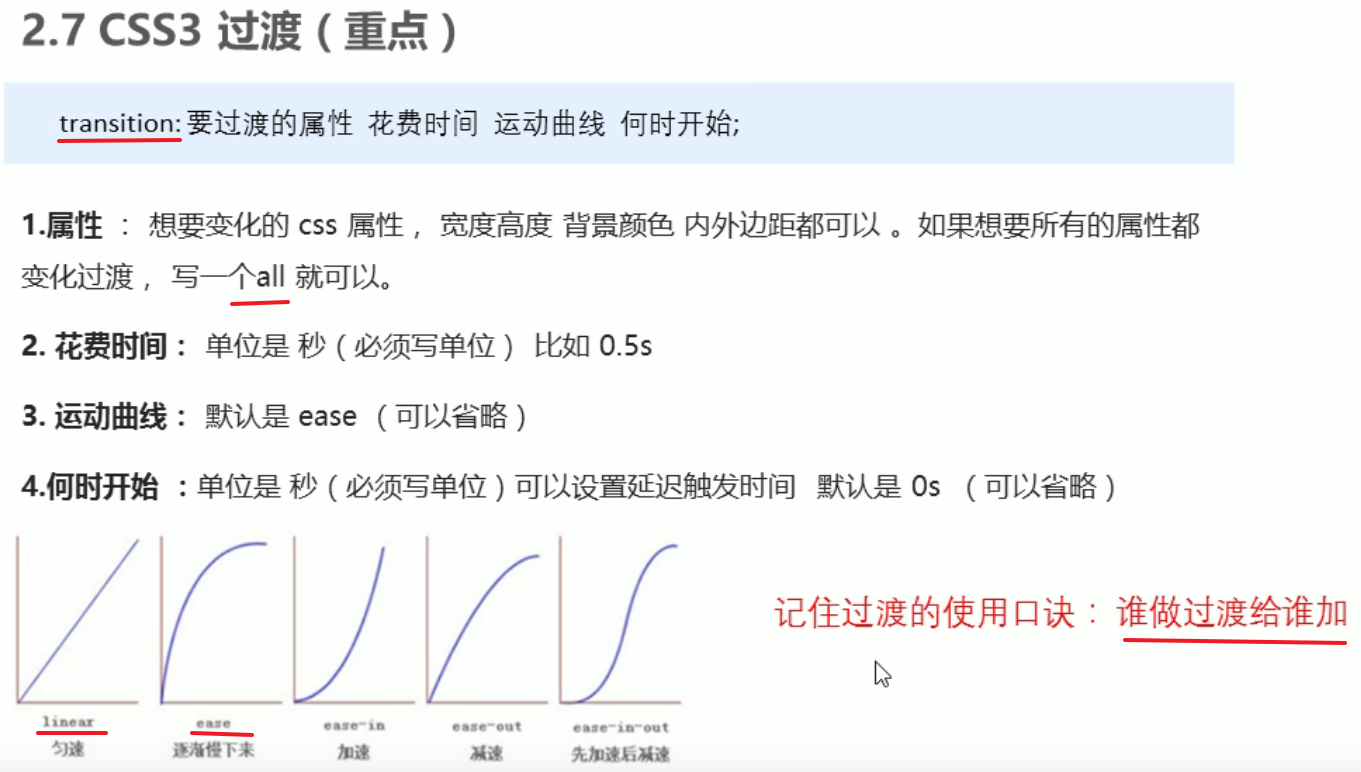 2.7 CSS3 过渡（重点）
transition: 要过渡的属性 花费时间 运动曲线 何时开始;
1.属性 ： 想要变化的 css 属性， 宽度高度 背景颜色 内外边距都可以 。如果想要所有的属性都
变化过渡， 写一个all 就可以。
2. 花费时间： 单位是 秒（必须写单位） 比如 0.5s
3. 运动曲线： 默认是 ease （可以省略）
4.何时开始 ：单位是 秒（必须写单位）可以设置延迟触发时间 默认是 0s （可以省略）
记住过渡的使用口诀： 谁做过渡给谁加
linear ease ease-in ease-out ease-in-out
匀速 逐渐慢下来 加速 减速 先加速后减速